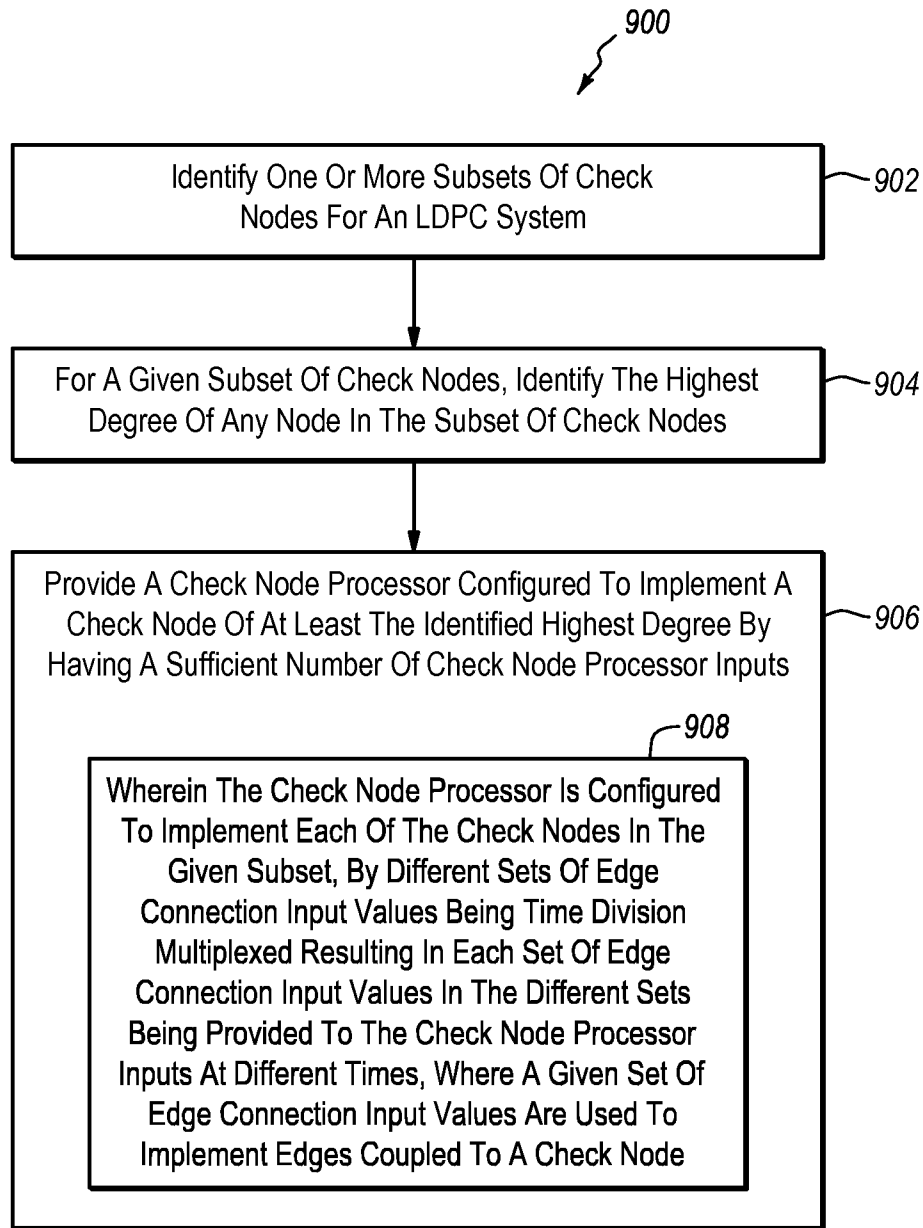 900
Identify One Or More Subsets Of Check
Nodes For An LDPC System
902
For A Given Subset Of Check Nodes, Identify The Highest
Degree Of Any Node In The Subset Of Check Nodes
904
Provide A Check Node Processor Configured To Implement A
Check Node Of At Least The Identified Highest Degree By
Having A Sufficient Number Of Check Node Processor Inputs
906
908
Wherein The Check Node Processor Is Configured
To Implement Each Of The Check Nodes In The
Given Subset, By Different Sets Of Edge
Connection Input Values Being Time Division
Multiplexed Resulting In Each Set Of Edge
Connection Input Values In The Different Sets
Being Provided To The Check Node Processor
Inputs At Different Times, Where A Given Set Of
Edge Connection Input Values Are Used To
Implement Edges Coupled To A Check Node